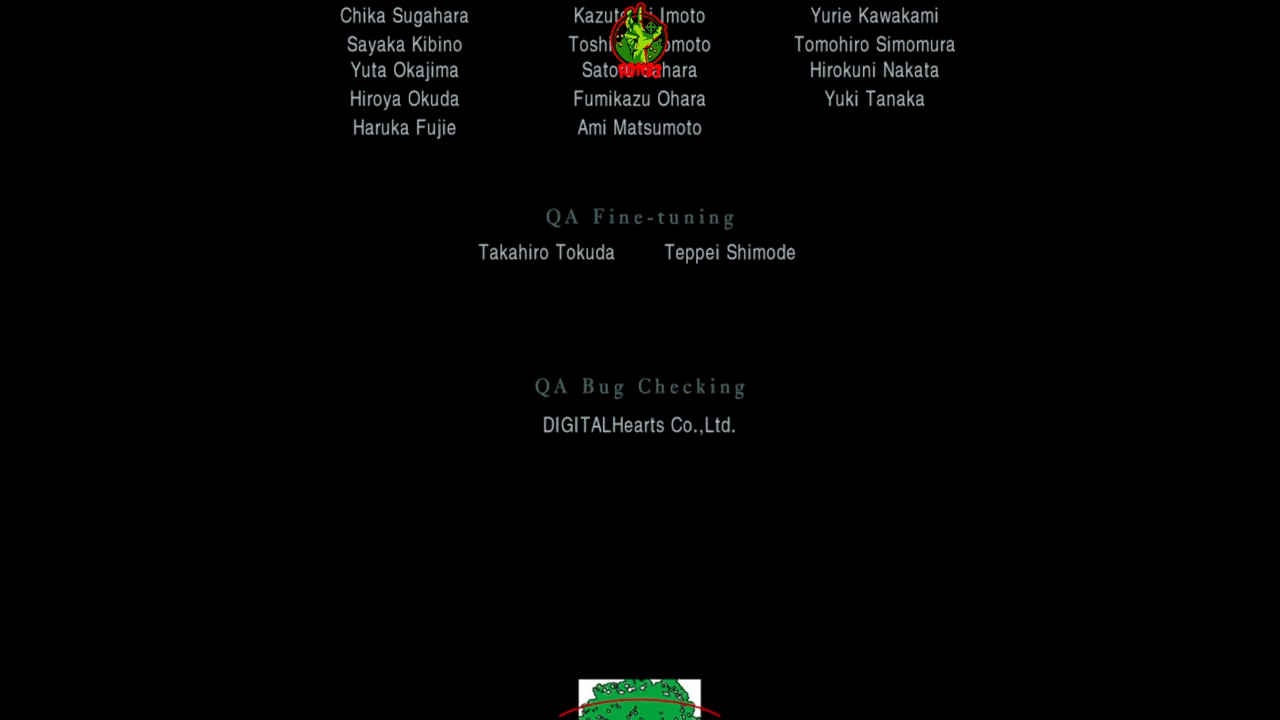 Chika Sugahara Imoto Yurie Kawakami
Sayaka Kibino Tomohiro Simomura
Yuta Okajima Hirokuni Nakata
Hiroya Okuda Fumikazu Ohara Yuki Tanaka
Haruka Fujie Ami Matsumoto
QA Fine-tuning
Takahiro Tokuda Teppei Shimode
QA Bug Checking
DIGITALHearts Co.,Ltd.